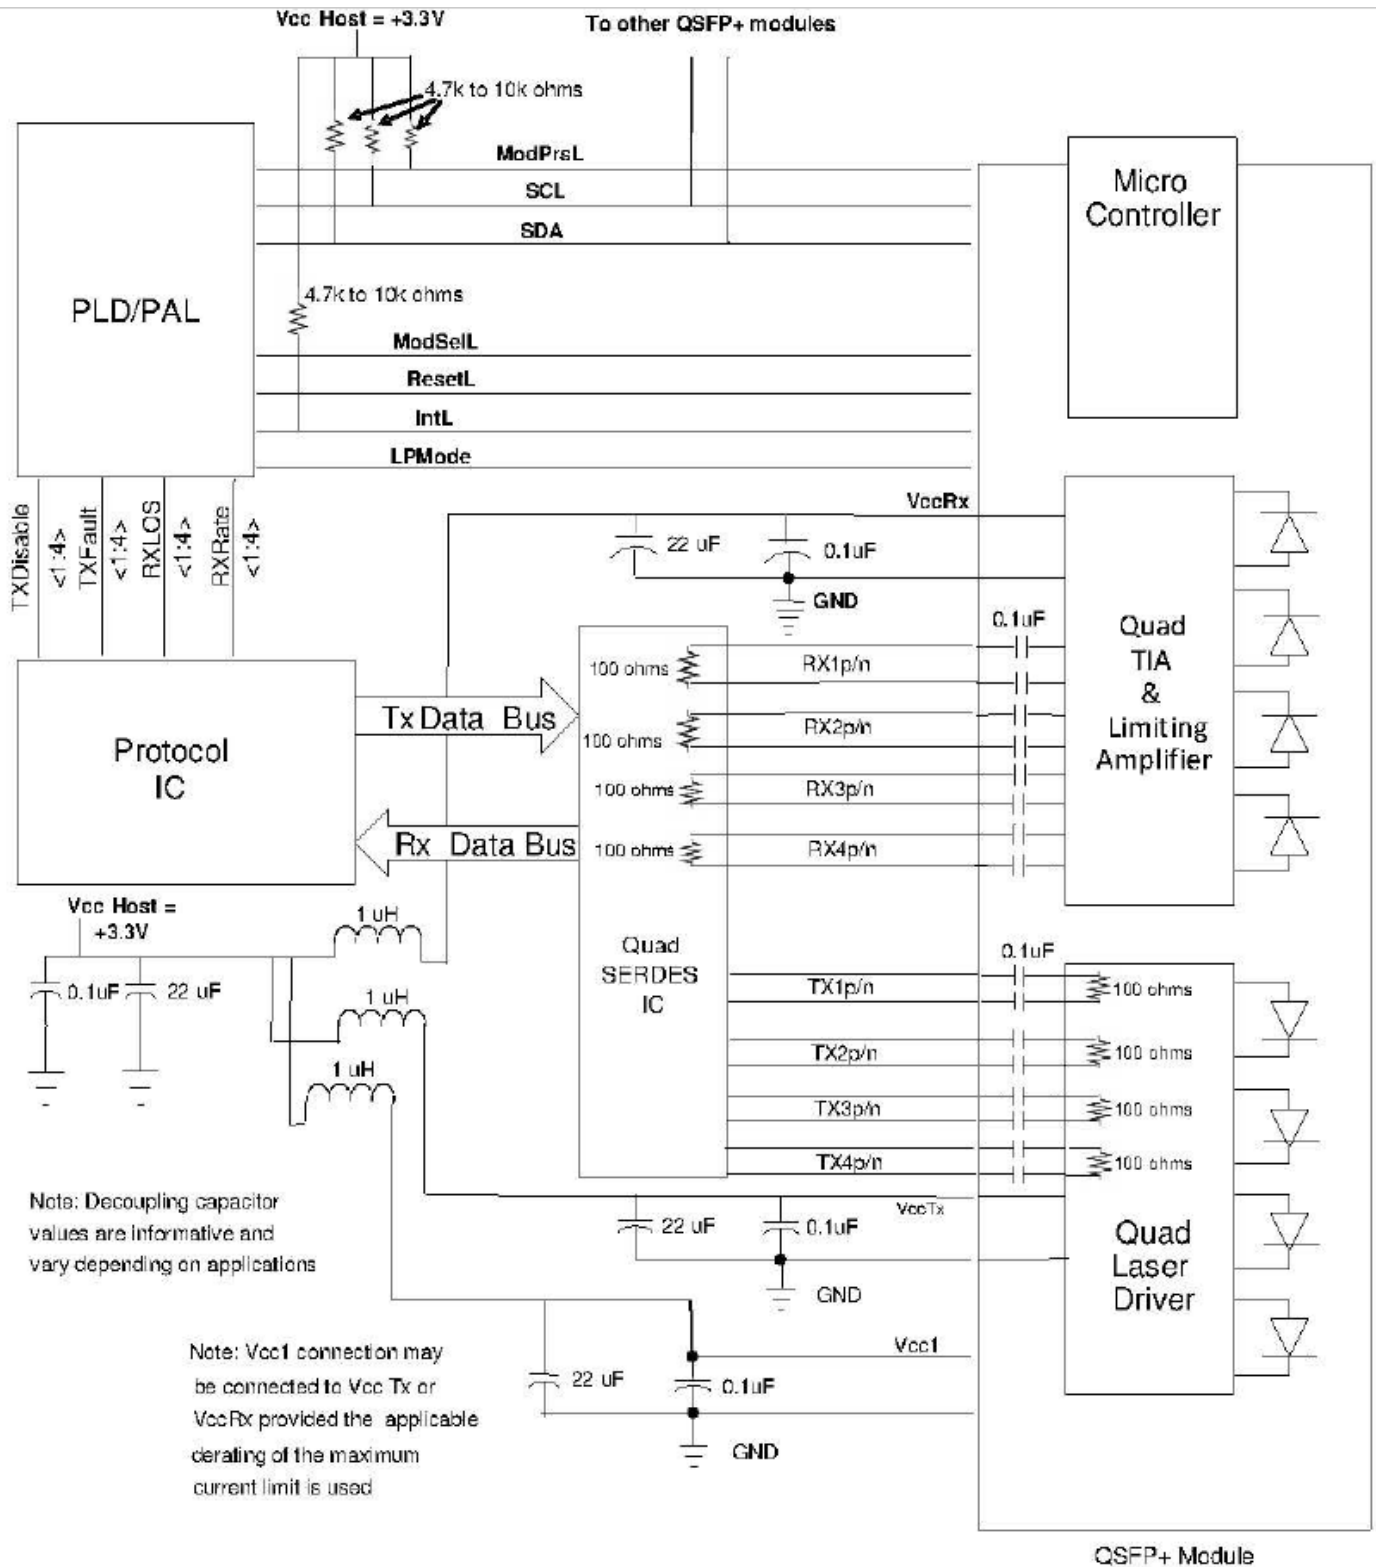 Vcc Host = +3.3V
To other QSFP+ modules
4.7k to 10k ohms
ModPrsL
SCL
SDA
Micro
Controller
PLD/PAL
4.7k to 10k ohms
ModSelL
ResetL
IntL
LPMode
TXDisable
<1:4>
TXFault
<1:4>
RXLOS
<1:4>
RXRate
<1:4>
VccRx
22 uF
0.1uF
GND
0.1uF
100 ohms
RX1p/n
100 ohms
RX2p/n
100 ohms
RX3p/n
100 ohms
RX4p/n
Quad
TIA
&
Limiting
Amplifier
Tx Data Bus
Protocol
IC
Rx Data Bus
Vcc Host =
+3.3V
1 uH
0.1uF
22 uF
1 uH
1 uH
Quad
SERDES
IC
0.1uF
TX1p/n
100 ohms
TX2p/n
100 ohms
TX3p/n
100 ohms
TX4p/n
100 ohms
Note: Decoupling capacitor
values are informative and
vary depending on applications
22 uF
0.1uF
VccTx
GND
Quad
Laser
Driver
Note: Vcc1 connection may
be connected to Vcc Tx or
VccRx provided the applicable
derating of the maximum
current limit is used
22 uF
0.1uF
Vcc1
GND
QSFP+ Module